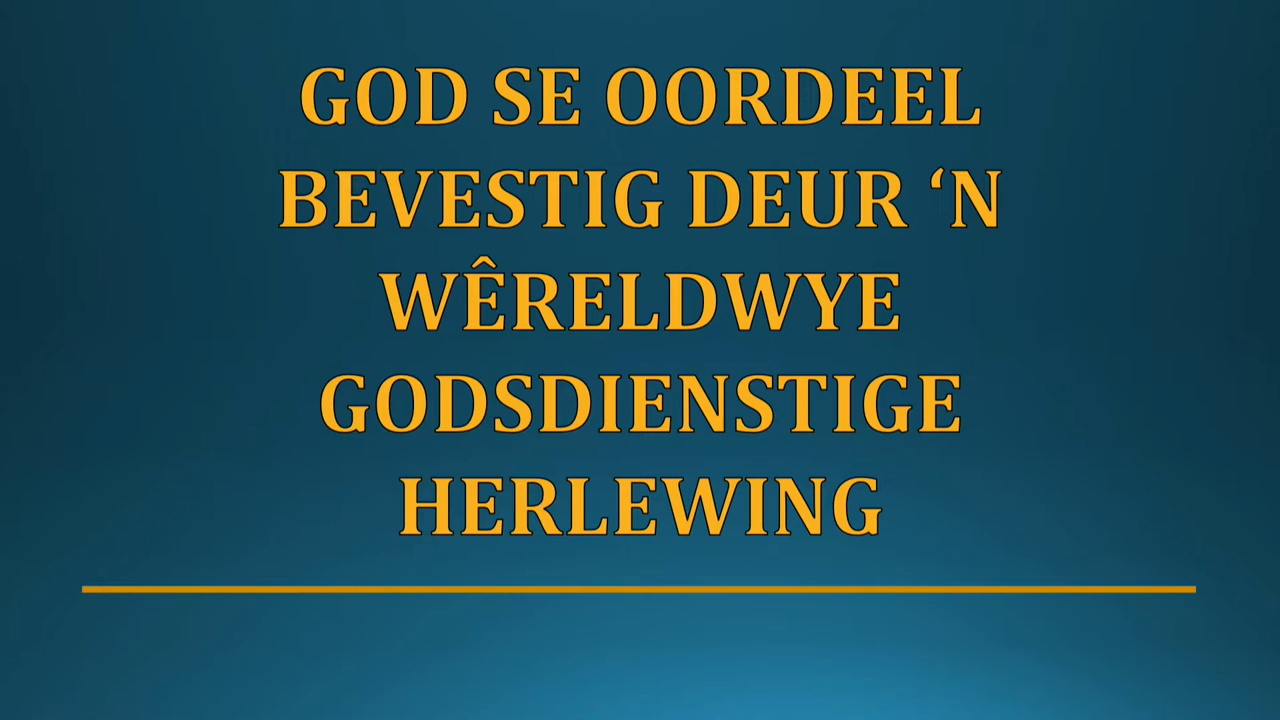 GOD SE OORDEEL
BEVESTIG DEUR ‘N
WÊRELDWYE
GODSDIENSTIGE
HERLEWING